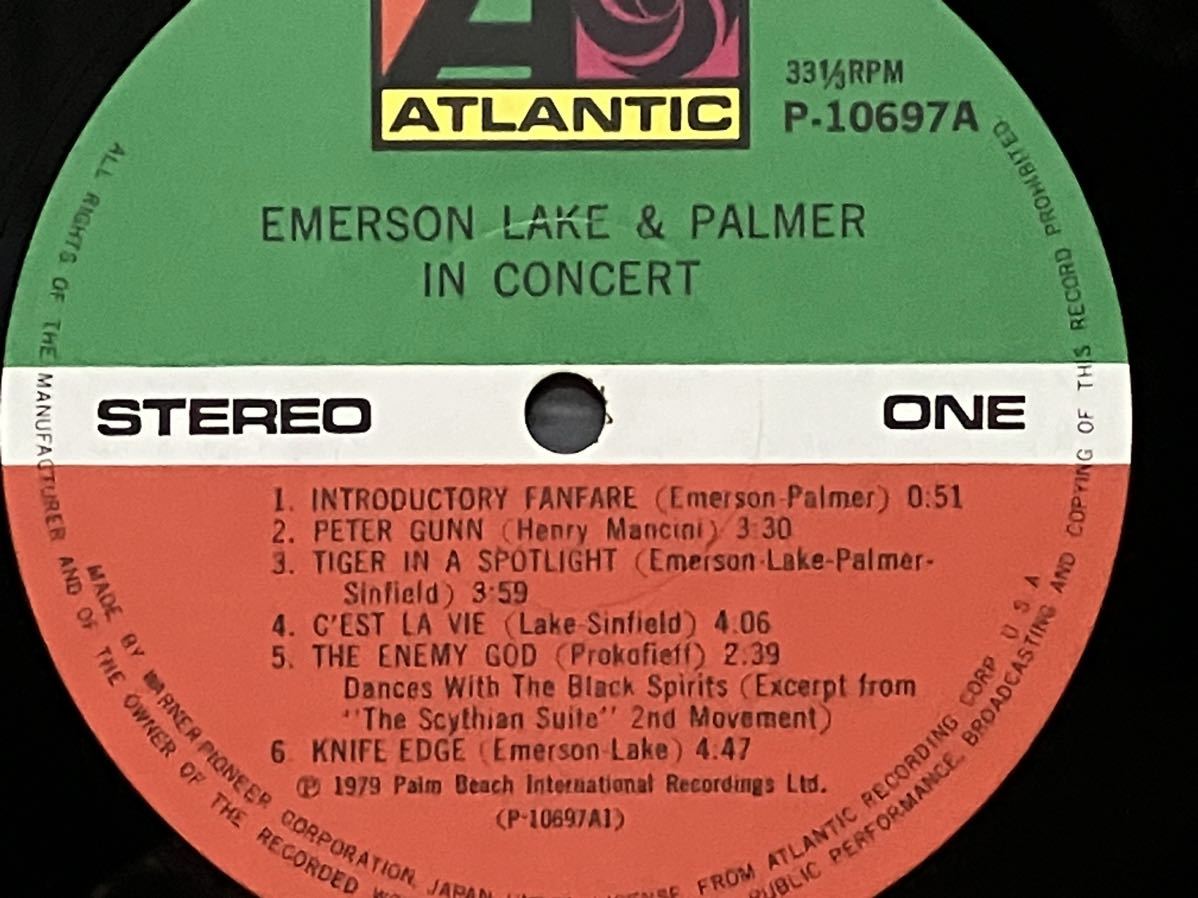 ATLANTIC
33⅓RPM
P-10697A
EMERSON LAKE & PALMER
IN CONCERT
STEREO
ONE
1. INTRODUCTORY FANFARE (Emerson-Palmer) 0:51
2. PETER GUNN (Henry Mancini) 3:30
3. TIGER IN A SPOTLIGHT (Emerson-Lake-Palmer-
Sinfield) 3:59
4. C'EST LA VIE (Lake-Sinfield) 4:06
5. THE ENEMY GOD (Prokofieff) 2:39
Dances With The Black Spirits (Excerpt from
"The Scythian Suite" 2nd Movement)
6 KNIFE EDGE (Emerson-Lake) 4:47
Ⓟ 1979 Palm Beach International Recordings Ltd.
(P-10697A1)
ALL RIGHTS OF THE MANUFACTURER AND OF THE OWNER OF THE RECORDED
PUBLIC PERFORMANCE, BROADCASTING AND COPYING OF THIS RECORD PROHIBITED.
MADE BY WARNER-PIONEER CORPORATION, JAPAN
FROM ATLANTIC RECORDING CORP. U S A